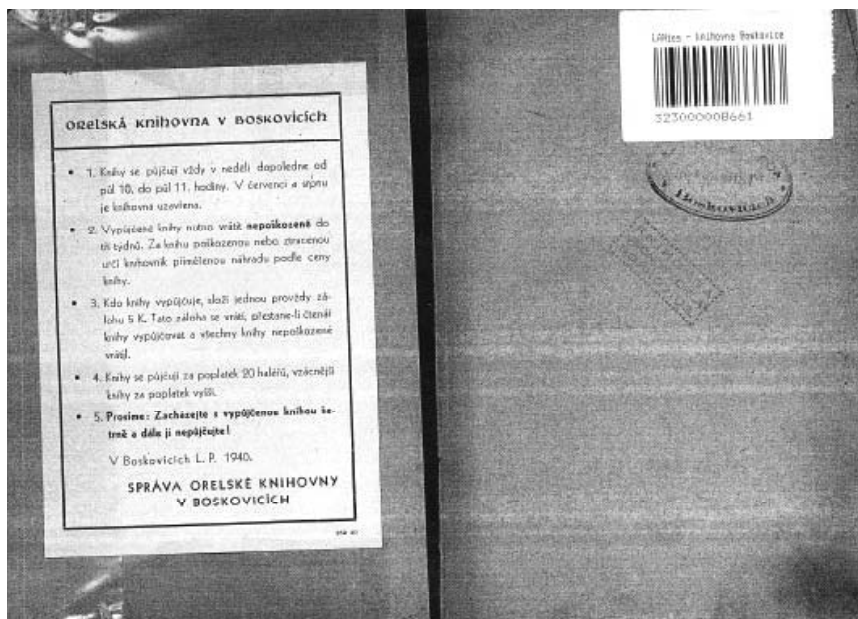 ORELSKÁ KNIHOVNA V BOSKOVICÍCH
• 1. Knihy se půjčují vždy v neděli dopoledne od
půl 10. do půl 11. hodiny. V červenci a srpnu
je knihovna uzavřena.
• 2. Vypůjčené knihy nutno vrátit nepoškozené do
tří týdnů. Za knihu poškozenou nebo ztracenou
určí knihovník přiměřenou náhradu podle ceny
knihy.
• 3. Kdo knihy vypůjčuje, složí jednou provždy zá-
lohu 5 K. Tato záloha se vrátí, přestane-li čtenář
knihy vypůjčovat a všechny knihy nepoškozené
vrátil.
• 4. Knihy se půjčují za poplatek 20 haléřů, vzácnější
knihy za poplatek vyšší.
• 5. Prosíme: Zacházejte s vypůjčenou knihou še-
trně a dále ji nepůjčujte!
V Boskovicích L. P. 1940.
SPRÁVA ORELSKÉ KNIHOVNY
V BOSKOVICÍCH
LANius - knihovna Boskovice
323000008661
Boskovicích